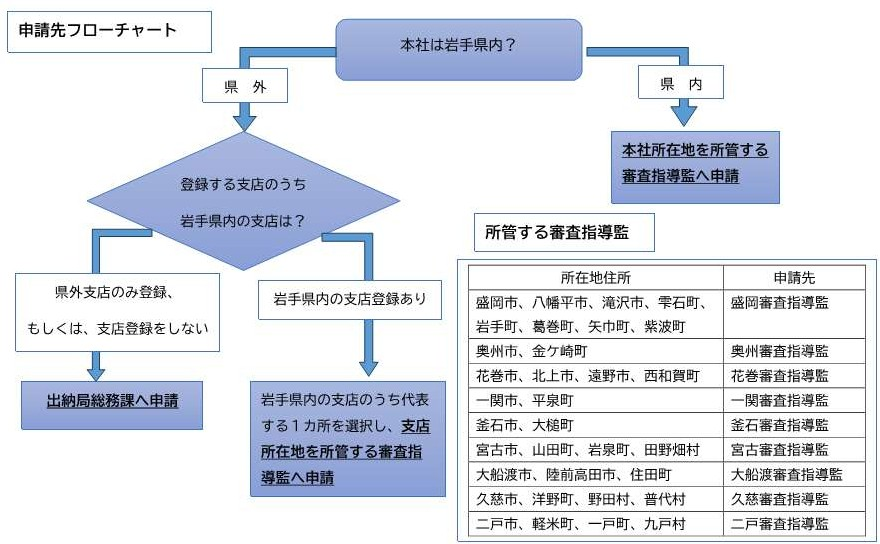 申請先フローチャート
本社は岩手県内？
県　外
県　内
本社所在地を所管する
審査指導監へ申請
登録する支店のうち
岩手県内の支店は？
県外支店のみ登録、
もしくは、支店登録をしない
岩手県内の支店登録あり
出納局総務課へ申請
岩手県内の支店のうち代表
する１カ所を選択し、支店
所在地を所管する審査指
導監へ申請
所管する審査指導監
所在地住所 申請先
盛岡市、八幡平市、滝沢市、雫石町、 盛岡審査指導監
岩手町、葛巻町、矢巾町、紫波町
奥州市、金ケ崎町 奥州審査指導監
花巻市、北上市、遠野市、西和賀町 花巻審査指導監
一関市、平泉町 一関審査指導監
釜石市、大槌町 釜石審査指導監
宮古市、山田町、岩泉町、田野畑村 宮古審査指導監
大船渡市、陸前高田市、住田町 大船渡審査指導監
久慈市、洋野町、野田村、普代村 久慈審査指導監
二戸市、軽米町、一戸町、九戸村 二戸審査指導監